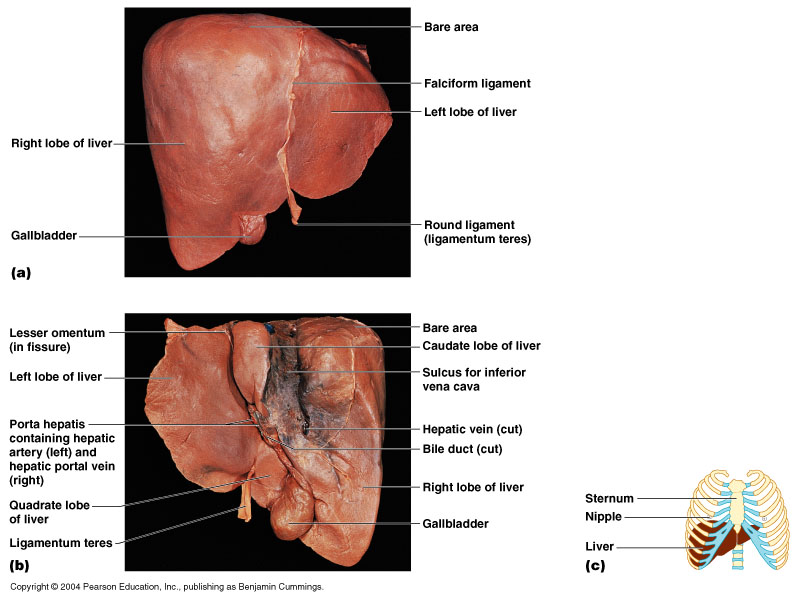 Bare area
Falciform ligament
Left lobe of liver
Right lobe of liver
Gallbladder
Round ligament
(ligamentum teres)
(a)
Lesser omentum
(in fissure)
Left lobe of liver
Porta hepatis
containing hepatic
artery (left) and
hepatic portal vein
(right)
Quadrate lobe
of liver
Ligamentum teres
(b)
Bare area
Caudate lobe of liver
Sulcus for inferior
vena cava
Hepatic vein (cut)
Bile duct (cut)
Right lobe of liver
Gallbladder
Sternum
Nipple
Liver
(c)
Copyright © 2004 Pearson Education, Inc., publishing as Benjamin Cummings.